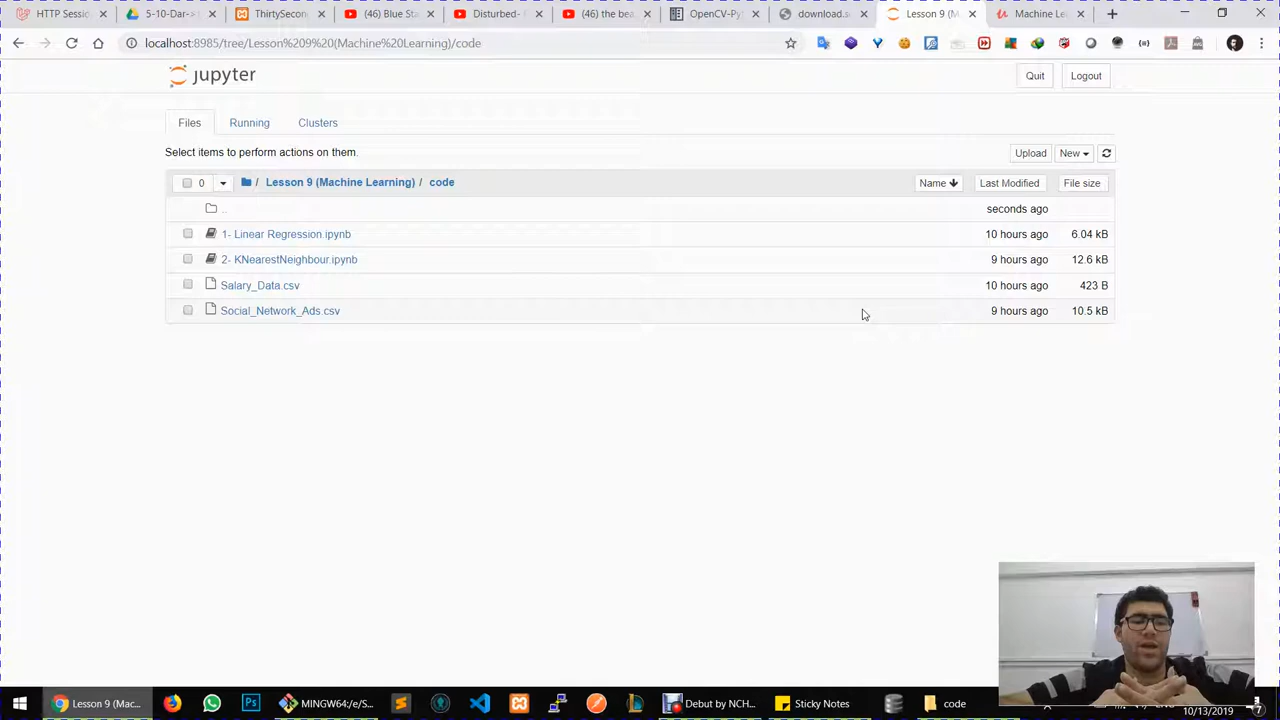 HTTP Sessio
5-10-Dars-
ThirtySecon
(46) Blue Sta
Disturbed-
(46) the bea
OpenCV-Py
download.s
Lesson 9 (M
Machine Le
localhost:8985/tree/Lesson%209%20(Machine%20Learning)/code
jupyter
Quit
Logout
Files
Running
Clusters
Select items to perform actions on them.
Upload
New
0
/ Lesson 9 (Machine Learning) / code
Name
Last Modified
File size
..
seconds ago
1- Linear Regression.ipynb
10 hours ago
6.04 kB
2- KNearestNeighbour.ipynb
9 hours ago
12.6 kB
Salary_Data.csv
10 hours ago
423 B
Social_Network_Ads.csv
9 hours ago
10.5 kB
Lesson 9 (Mac...
MINGW64:/e/S...
Debut by NCH...
Sticky Notes
code
10/13/2019